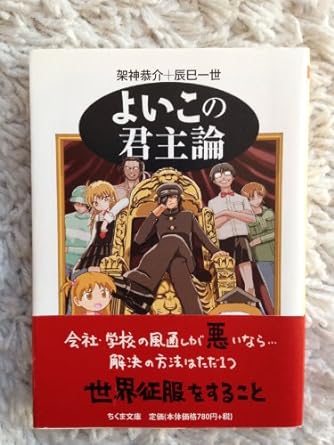 架神恭介+辰巳一世
よいこの
君主論
会社・学校の風通しが悪いなら…
解決の方法はただ1つ
世界征服をすること
ちくま文庫 定価(本体価格780円+税)